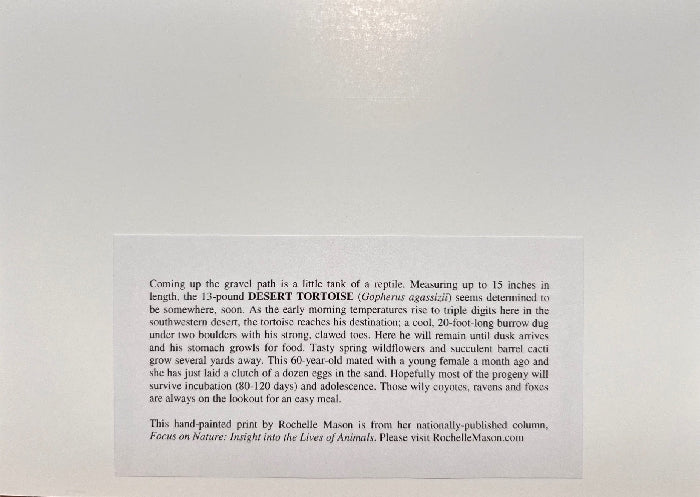 Coming up the gravel path is a little tank of a reptile. Measuring up to 15 inches in
length, the 13-pound DESERT TORTOISE (Gopherus agassizii) seems determined to
be somewhere, soon. As the early morning temperatures rise to triple digits here in the
southwestern desert, the tortoise reaches his destination; a cool, 20-foot-long burrow dug
under two boulders with his strong, clawed toes. Here he will remain until dusk arrives
and his stomach growls for food. Tasty spring wildflowers and succulent barrel cacti
grow several yards away. This 60-year-old mated with a young female a month ago and
she has just laid a clutch of a dozen eggs in the sand. Hopefully most of the progeny will
survive incubation (80-120 days) and adolescence. Those wily coyotes, ravens and foxes
are always on the lookout for an easy meal.
This hand-painted print by Rochelle Mason is from her nationally-published column,
Focus on Nature: Insight into the Lives of Animals. Please visit RochelleMason.com